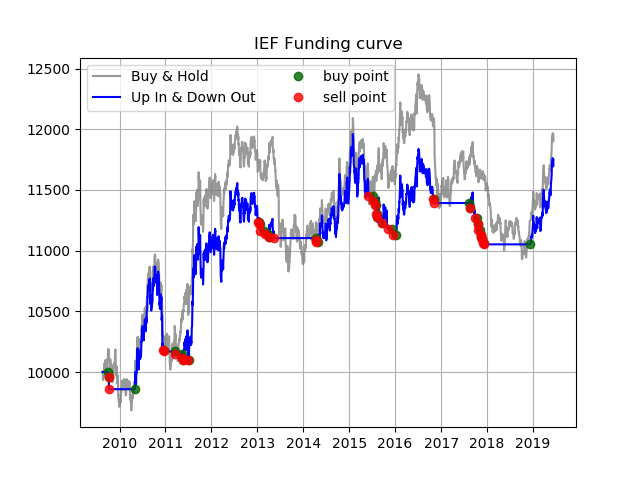 IEF Funding curve
12500
12000
11500
11000
10500
10000
Buy & Hold
Up In & Down Out
buy point
sell point
2010 2011 2012 2013 2014 2015 2016 2017 2018 2019